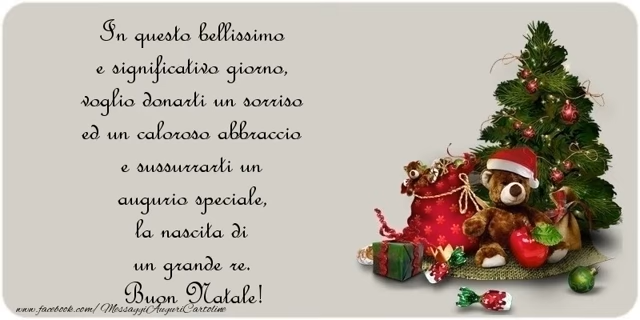 In questo bellissimo
e significativo giorno,
voglio donarti un sorriso
ed un caloroso abbraccio
e sussurrarti un
augurio speciale,
la nascita di
un grande re.
Buon Natale!
www.facebook.com/MessaggiAuguriCartoline